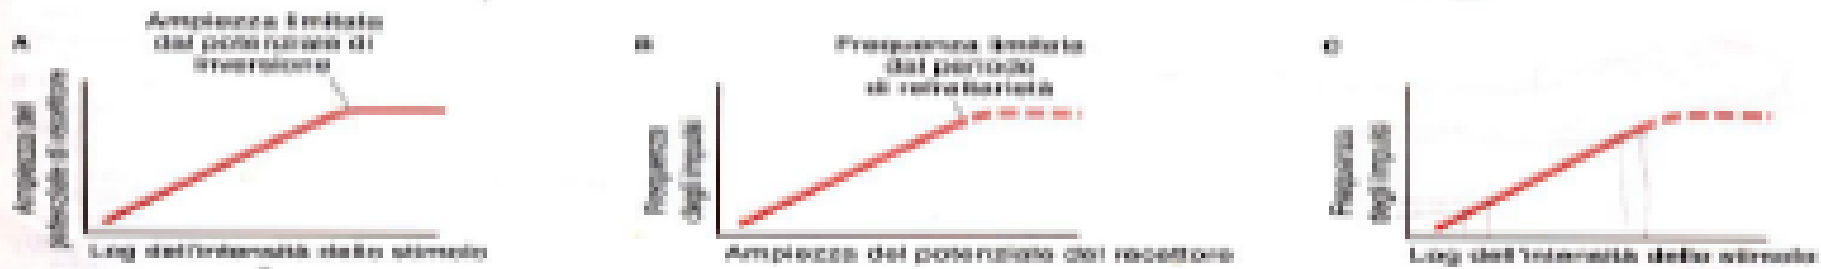 A
Ampiezza limitata
dal potenziale di
inversione
Ampiezza del
potenziale di recettore
Log dell'intensità dello stimolo
B
Frequenza limitata
dal periodo
di refrattarietà
Frequenza
degli impulsi
Ampiezza del potenziale del recettore
C
Frequenza
degli impulsi
Log dell'intensità dello stimolo